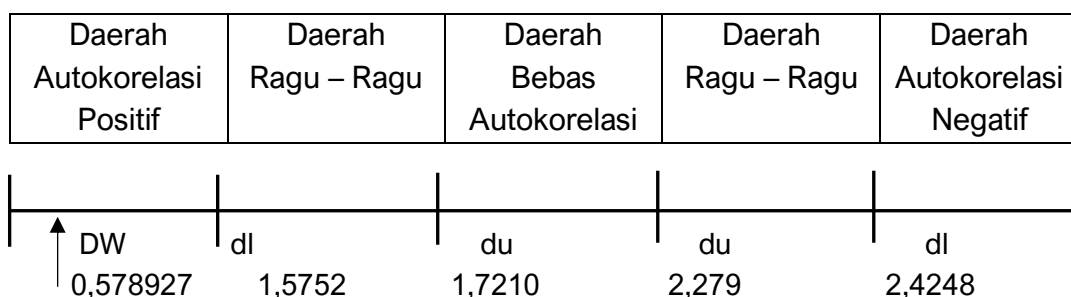 Daerah Autokorelasi Positif
Daerah Ragu – Ragu
Daerah Bebas Autokorelasi
Daerah Ragu – Ragu
Daerah Autokorelasi Negatif
DW dl du du dl
0,578927 1,5752 1,7210 2,279 2,4248